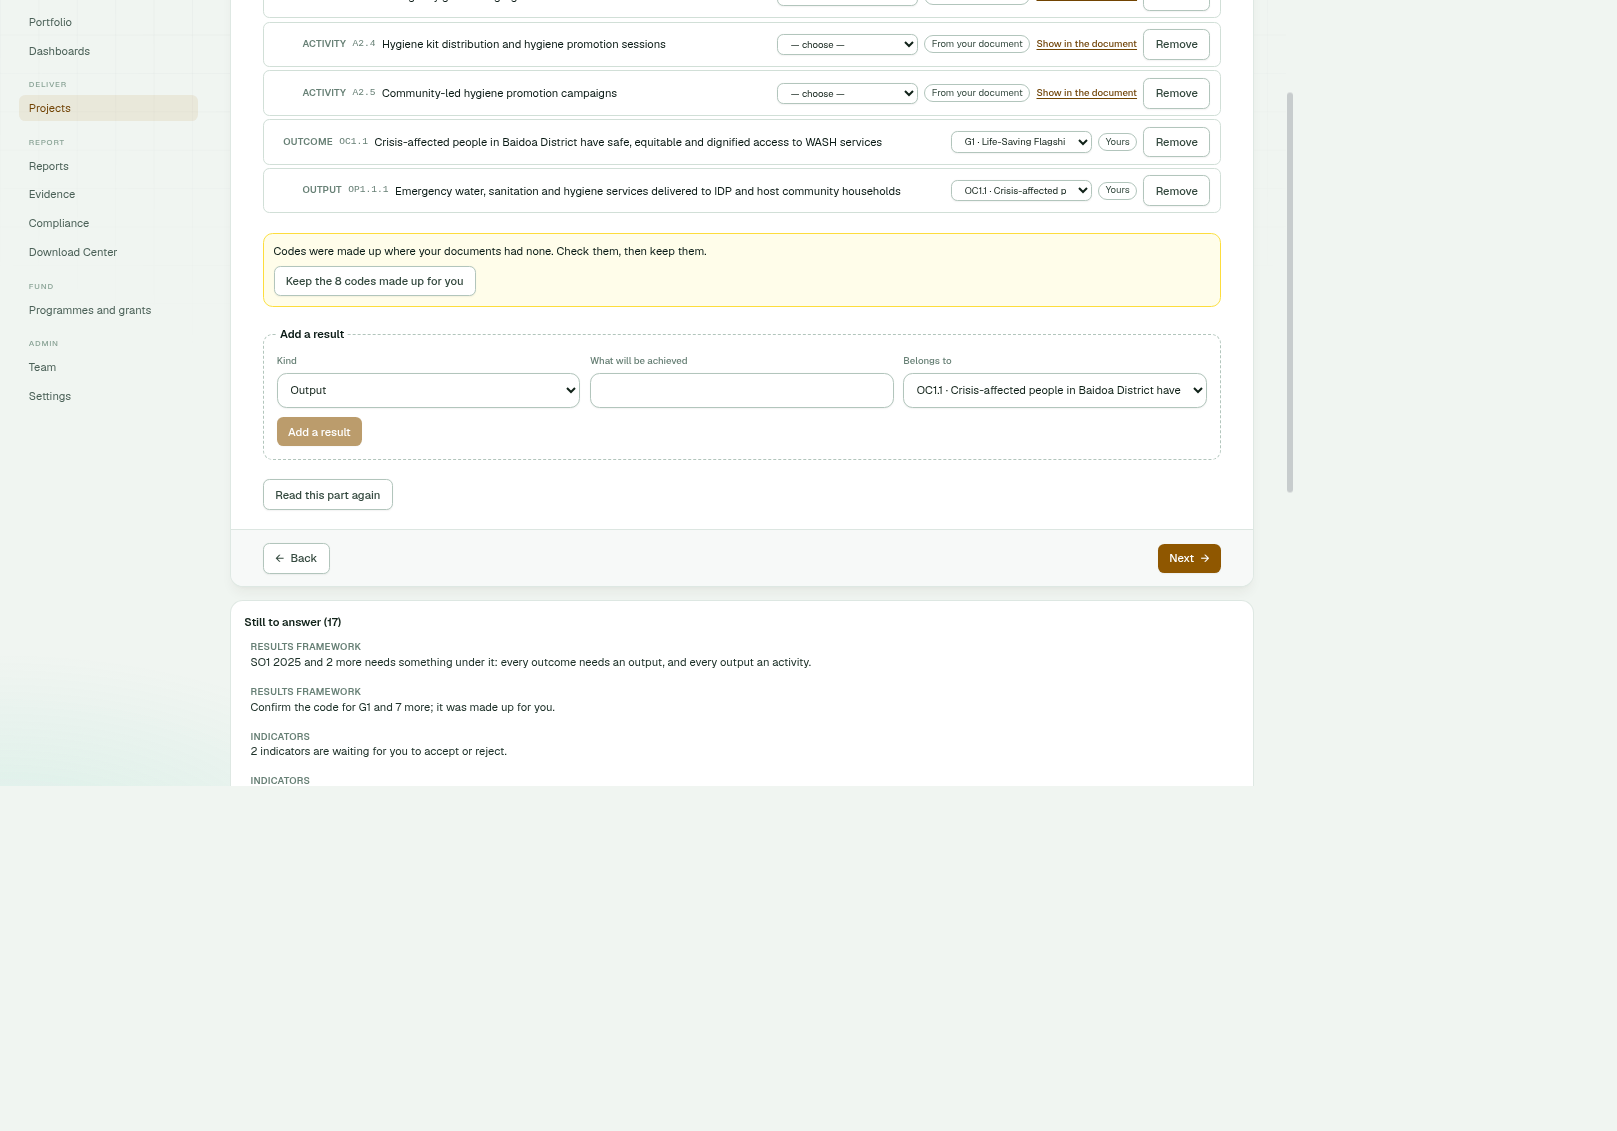 Portfolio
Dashboards
DELIVER
Projects
REPORT
Reports
Evidence
Compliance
Download Center
FUND
Programmes and grants
ADMIN
Team
Settings
ACTIVITY A2.4 Hygiene kit distribution and hygiene promotion sessions — choose — From your document Show in the document Remove
ACTIVITY A2.5 Community-led hygiene promotion campaigns — choose — From your document Show in the document Remove
OUTCOME OC1.1 Crisis-affected people in Baidoa District have safe, equitable and dignified access to WASH services G1 · Life-Saving Flagshi Yours Remove
OUTPUT OP1.1.1 Emergency water, sanitation and hygiene services delivered to IDP and host community households OC1.1 · Crisis-affected p Yours Remove
Codes were made up where your documents had none. Check them, then keep them.
Keep the 8 codes made up for you
Add a result
Kind What will be achieved Belongs to
Output OC1.1 · Crisis-affected people in Baidoa District have
Add a result
Read this part again
← Back Next →
Still to answer (17)
RESULTS FRAMEWORK
SO1 2025 and 2 more needs something under it: every outcome needs an output, and every output an activity.
RESULTS FRAMEWORK
Confirm the code for G1 and 7 more; it was made up for you.
INDICATORS
2 indicators are waiting for you to accept or reject.
INDICATORS